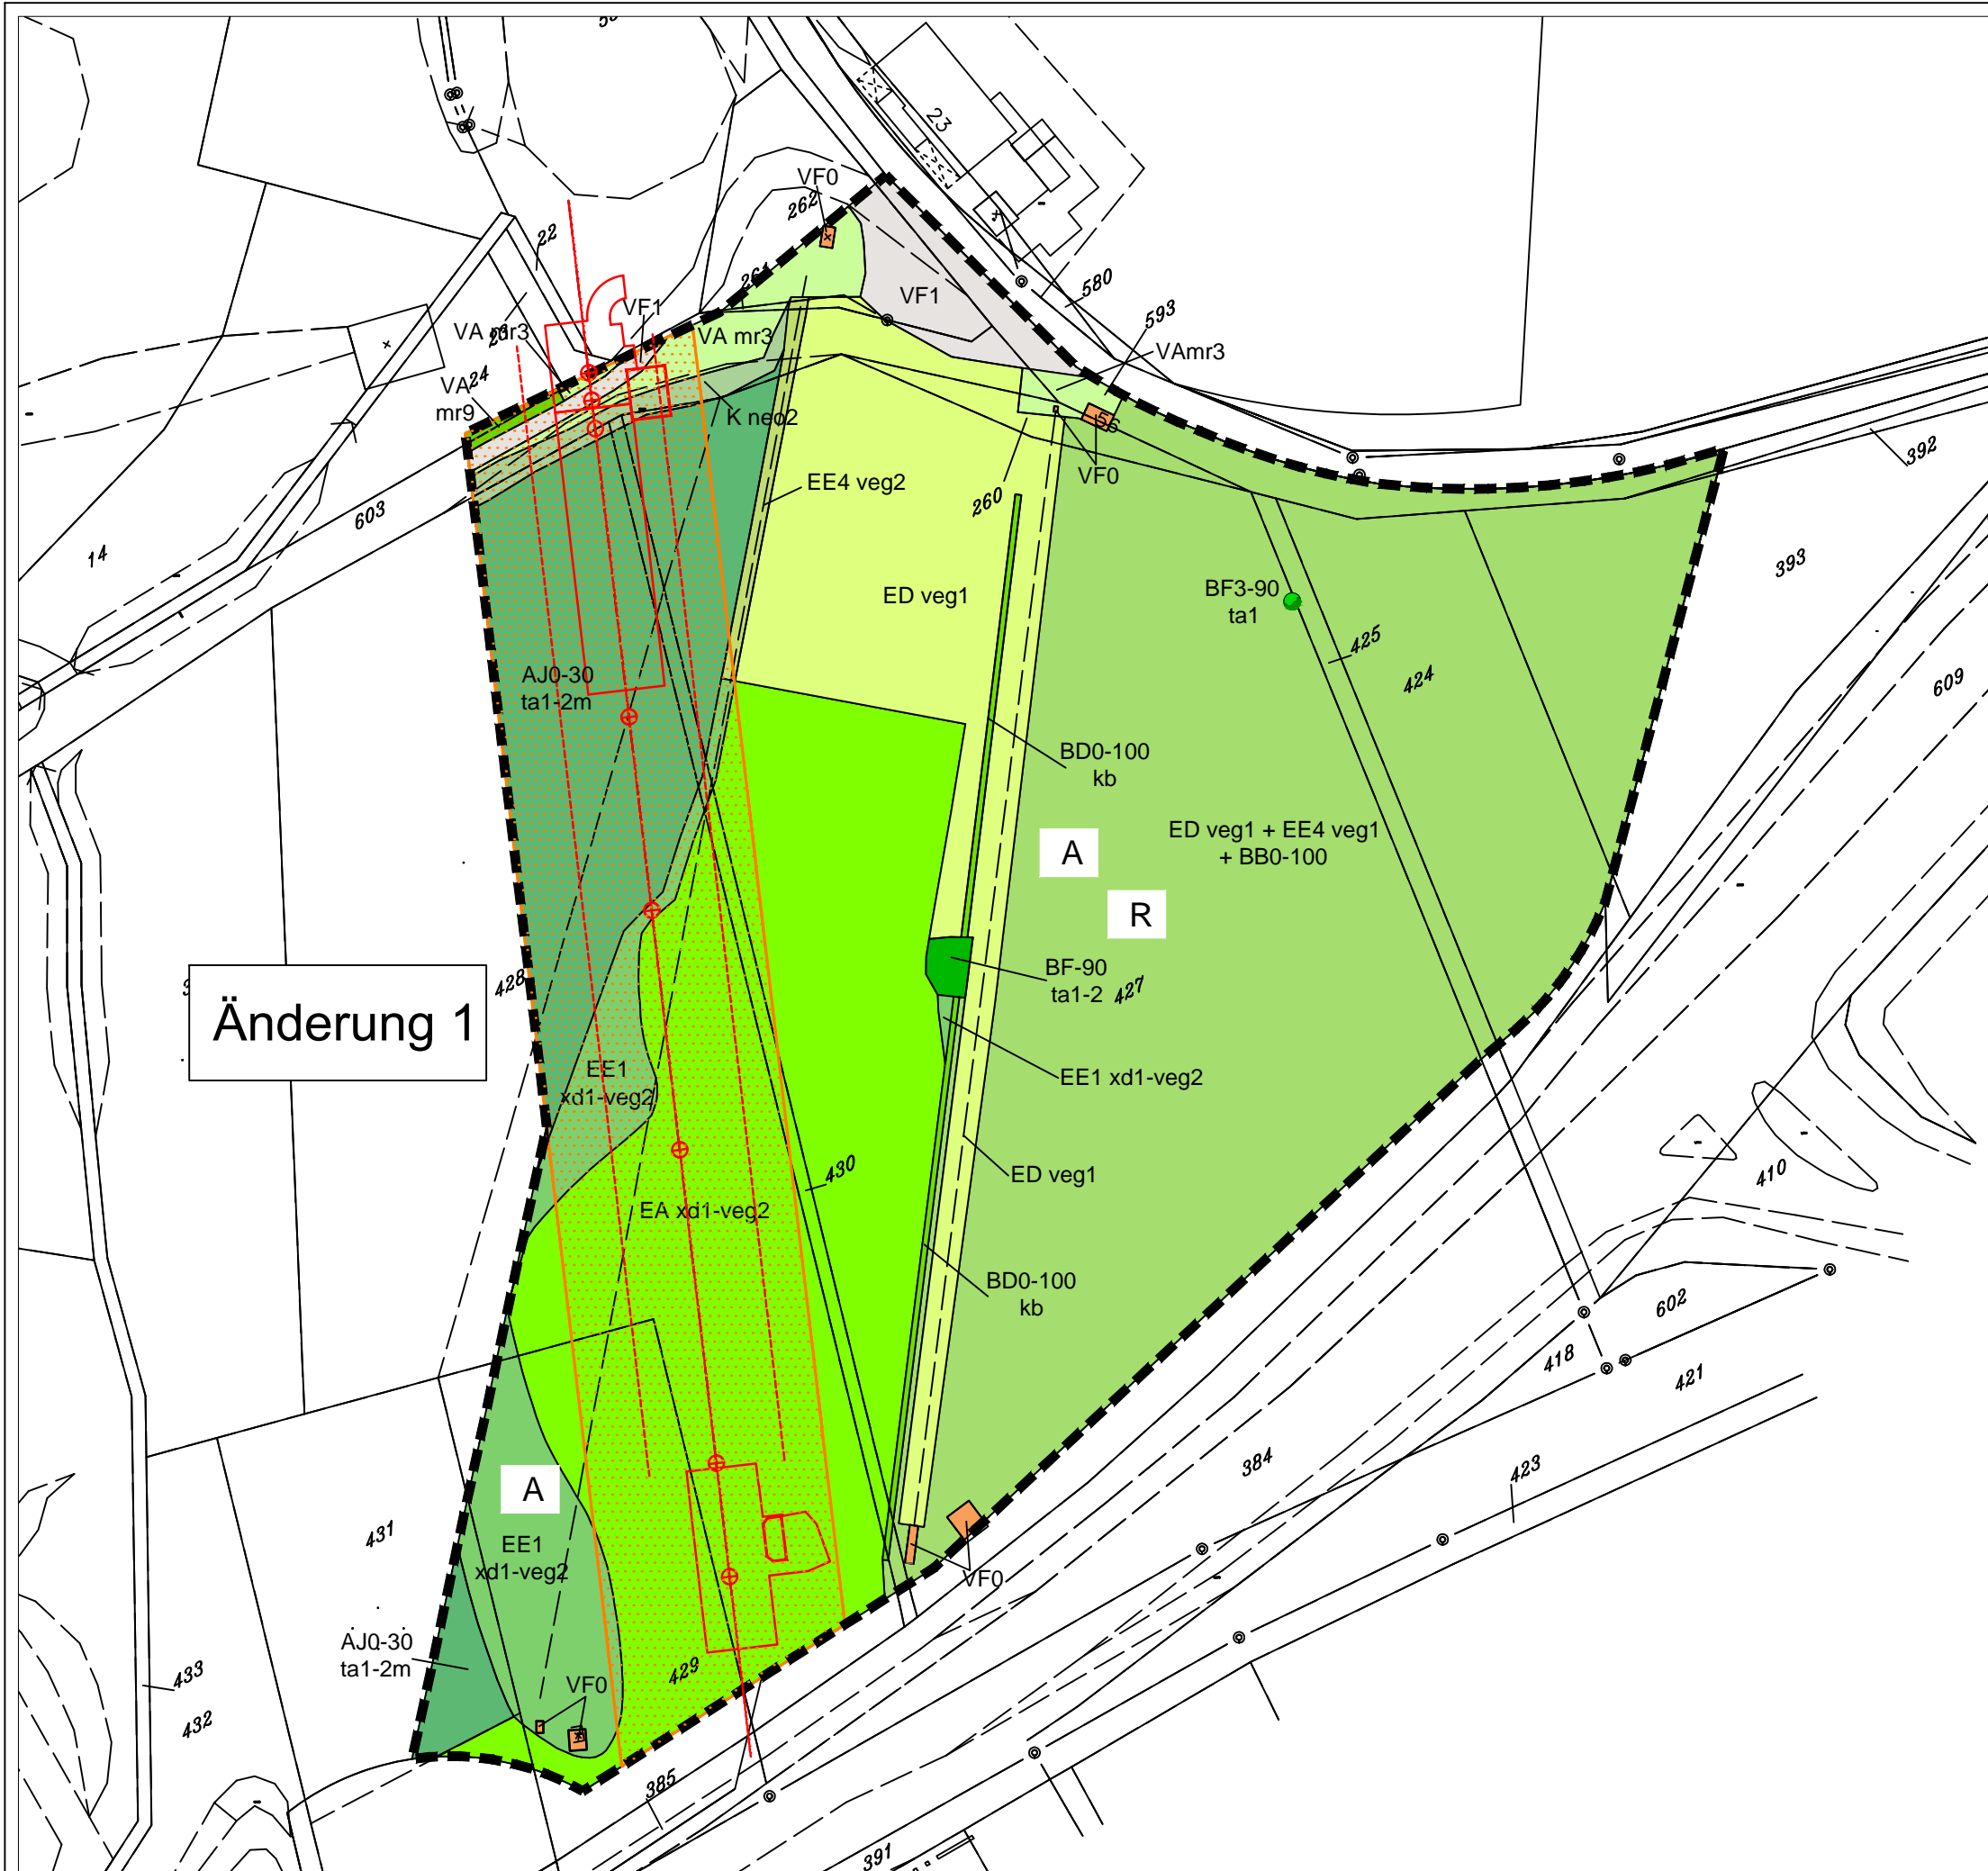 23
VF0
262
22
261
580
VF1
VF1
593
VA mr3
VA mr3
VAmr3
VA
24
mr9
K neo2
56
392
VF0
EE4 veg2
260
603
14
393
ED veg1
BF3-90
ta1
425
424
609
AJ0-30
ta1-2m
BD0-100
kb
A
ED veg1 + EE4 veg1
+ BB0-100
R
428
BF-90
ta1-2
427
Änderung 1
EE1
xd1-veg2
EE1 xd1-veg2
430
ED veg1
410
EA xd1-veg2
BD0-100
kb
602
418
421
384
423
A
431
EE1
xd1-veg2
VF0
AJ0-30
ta1-2m
433
429
VF0
432
385
391